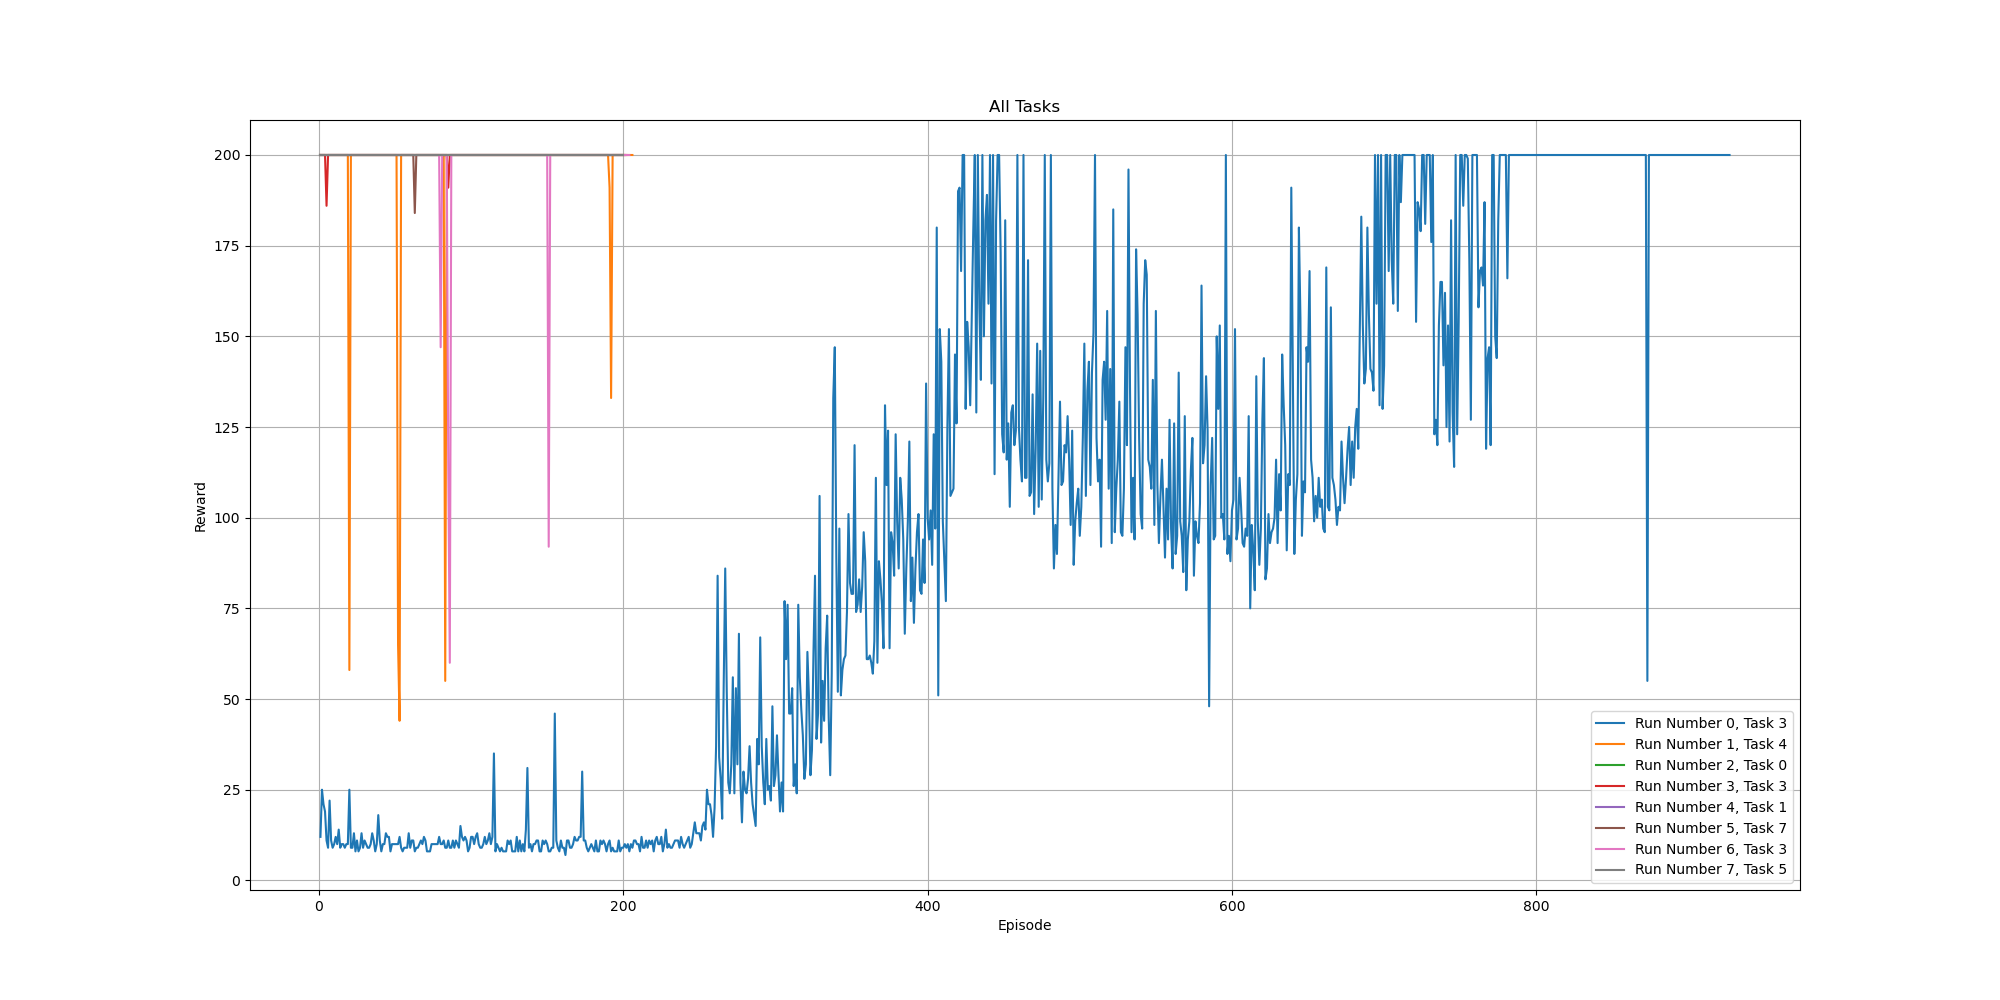 All Tasks
200
175
150
125
100
75
50
25
0
Reward
0 200 400 600 800
Episode
Run Number 0, Task 3
Run Number 1, Task 4
Run Number 2, Task 0
Run Number 3, Task 3
Run Number 4, Task 1
Run Number 5, Task 7
Run Number 6, Task 3
Run Number 7, Task 5